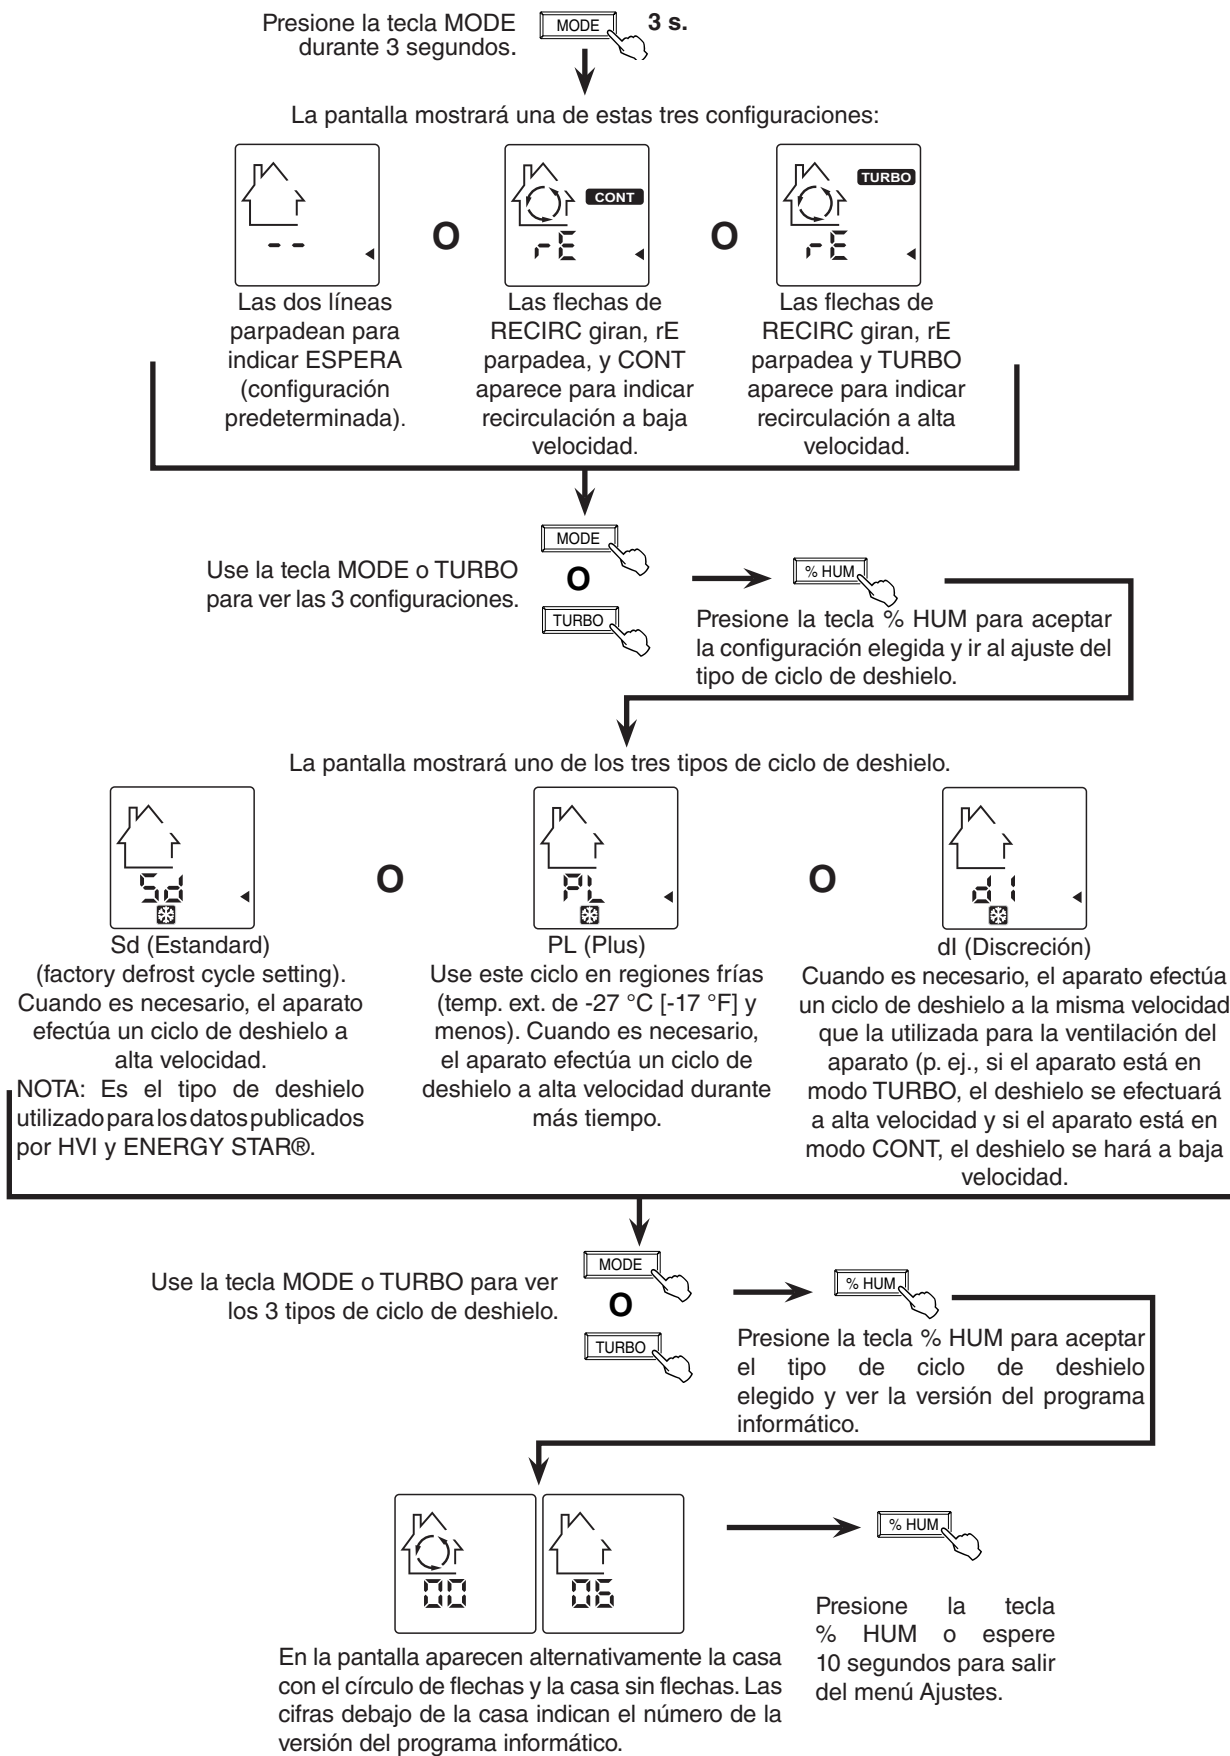 Presione la tecla MODE
durante 3 segundos.
MODE
3 s.
La pantalla mostrará una de estas tres configuraciones:
--
O
CONT
rE
O
TURBO
rE
Las dos líneas
parpadean para
indicar ESPERA
(configuración
predeterminada).
Las flechas de
RECIRC giran, rE
parpadea, y CONT
aparece para indicar
recirculación a baja
velocidad.
Las flechas de
RECIRC giran, rE
parpadea y TURBO
aparece para indicar
recirculación a alta
velocidad.
Use la tecla MODE o TURBO
para ver las 3 configuraciones.
MODE
O
TURBO
% HUM
Presione la tecla % HUM para aceptar
la configuración elegida y ir al ajuste del
tipo de ciclo de deshielo.
La pantalla mostrará uno de los tres tipos de ciclo de deshielo.
Sd
O
PL
O
dI
Sd (Estandard)
(factory defrost cycle setting).
Cuando es necesario, el aparato
efectúa un ciclo de deshielo a
alta velocidad.
NOTA: Es el tipo de deshielo
utilizado para los datos publicados
por HVI y ENERGY STAR®.
PL (Plus)
Use este ciclo en regiones frías
(temp. ext. de -27 °C [-17 °F] y
menos). Cuando es necesario,
el aparato efectúa un ciclo de
deshielo a alta velocidad durante
más tiempo.
dI (Discreción)
Cuando es necesario, el aparato efectúa
un ciclo de deshielo a la misma velocidad
que la utilizada para la ventilación del
aparato (p. ej., si el aparato está en
modo TURBO, el deshielo se efectuará
a alta velocidad y si el aparato está en
modo CONT, el deshielo se hará a baja
velocidad.
Use la tecla MODE o TURBO para ver
los 3 tipos de ciclo de deshielo.
MODE
O
TURBO
% HUM
Presione la tecla % HUM para aceptar
el tipo de ciclo de deshielo
elegido y ver la versión del programa
informático.
00
06
% HUM
En la pantalla aparecen alternativamente la casa
con el círculo de flechas y la casa sin flechas. Las
cifras debajo de la casa indican el número de la
versión del programa informático.
Presione la tecla
% HUM o espere
10 segundos para salir
del menú Ajustes.